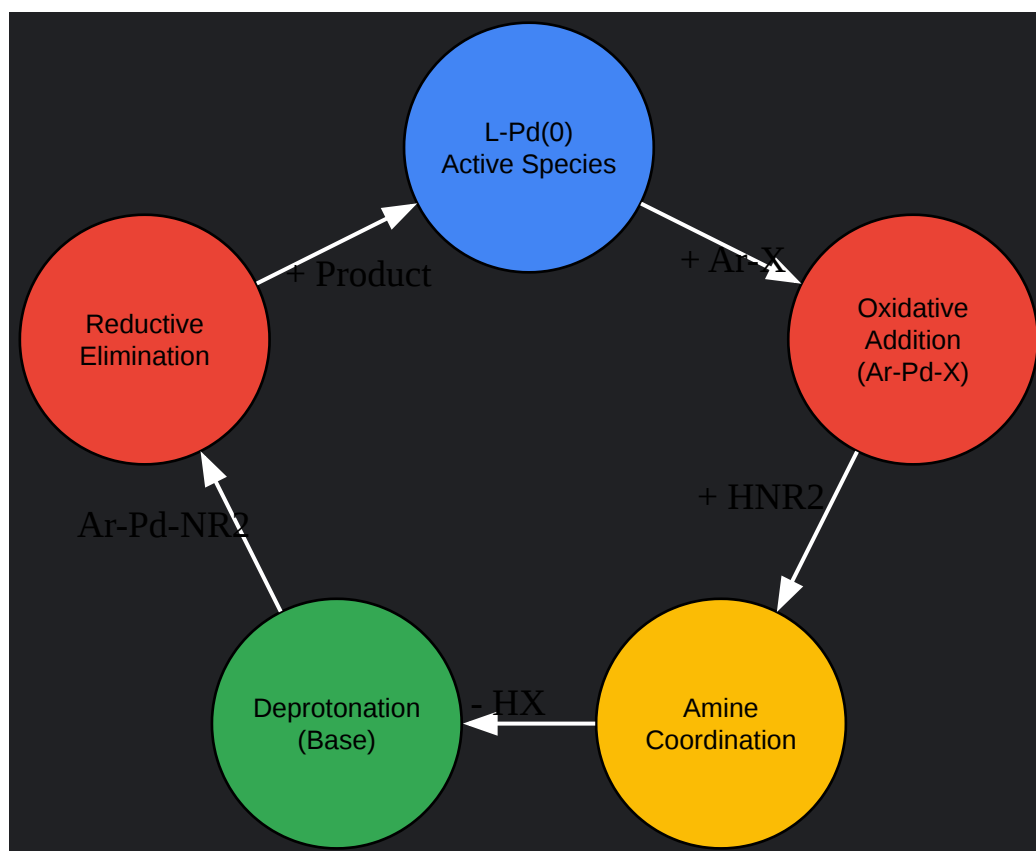 L-Pd(0)
Active Species
+ Product
+ Ar-X
Reductive
Elimination
Oxidative
Addition
(Ar-Pd-X)
+ HNR2
Ar-Pd-NR2
Deprotonation
(Base)
- HX
Amine
Coordination